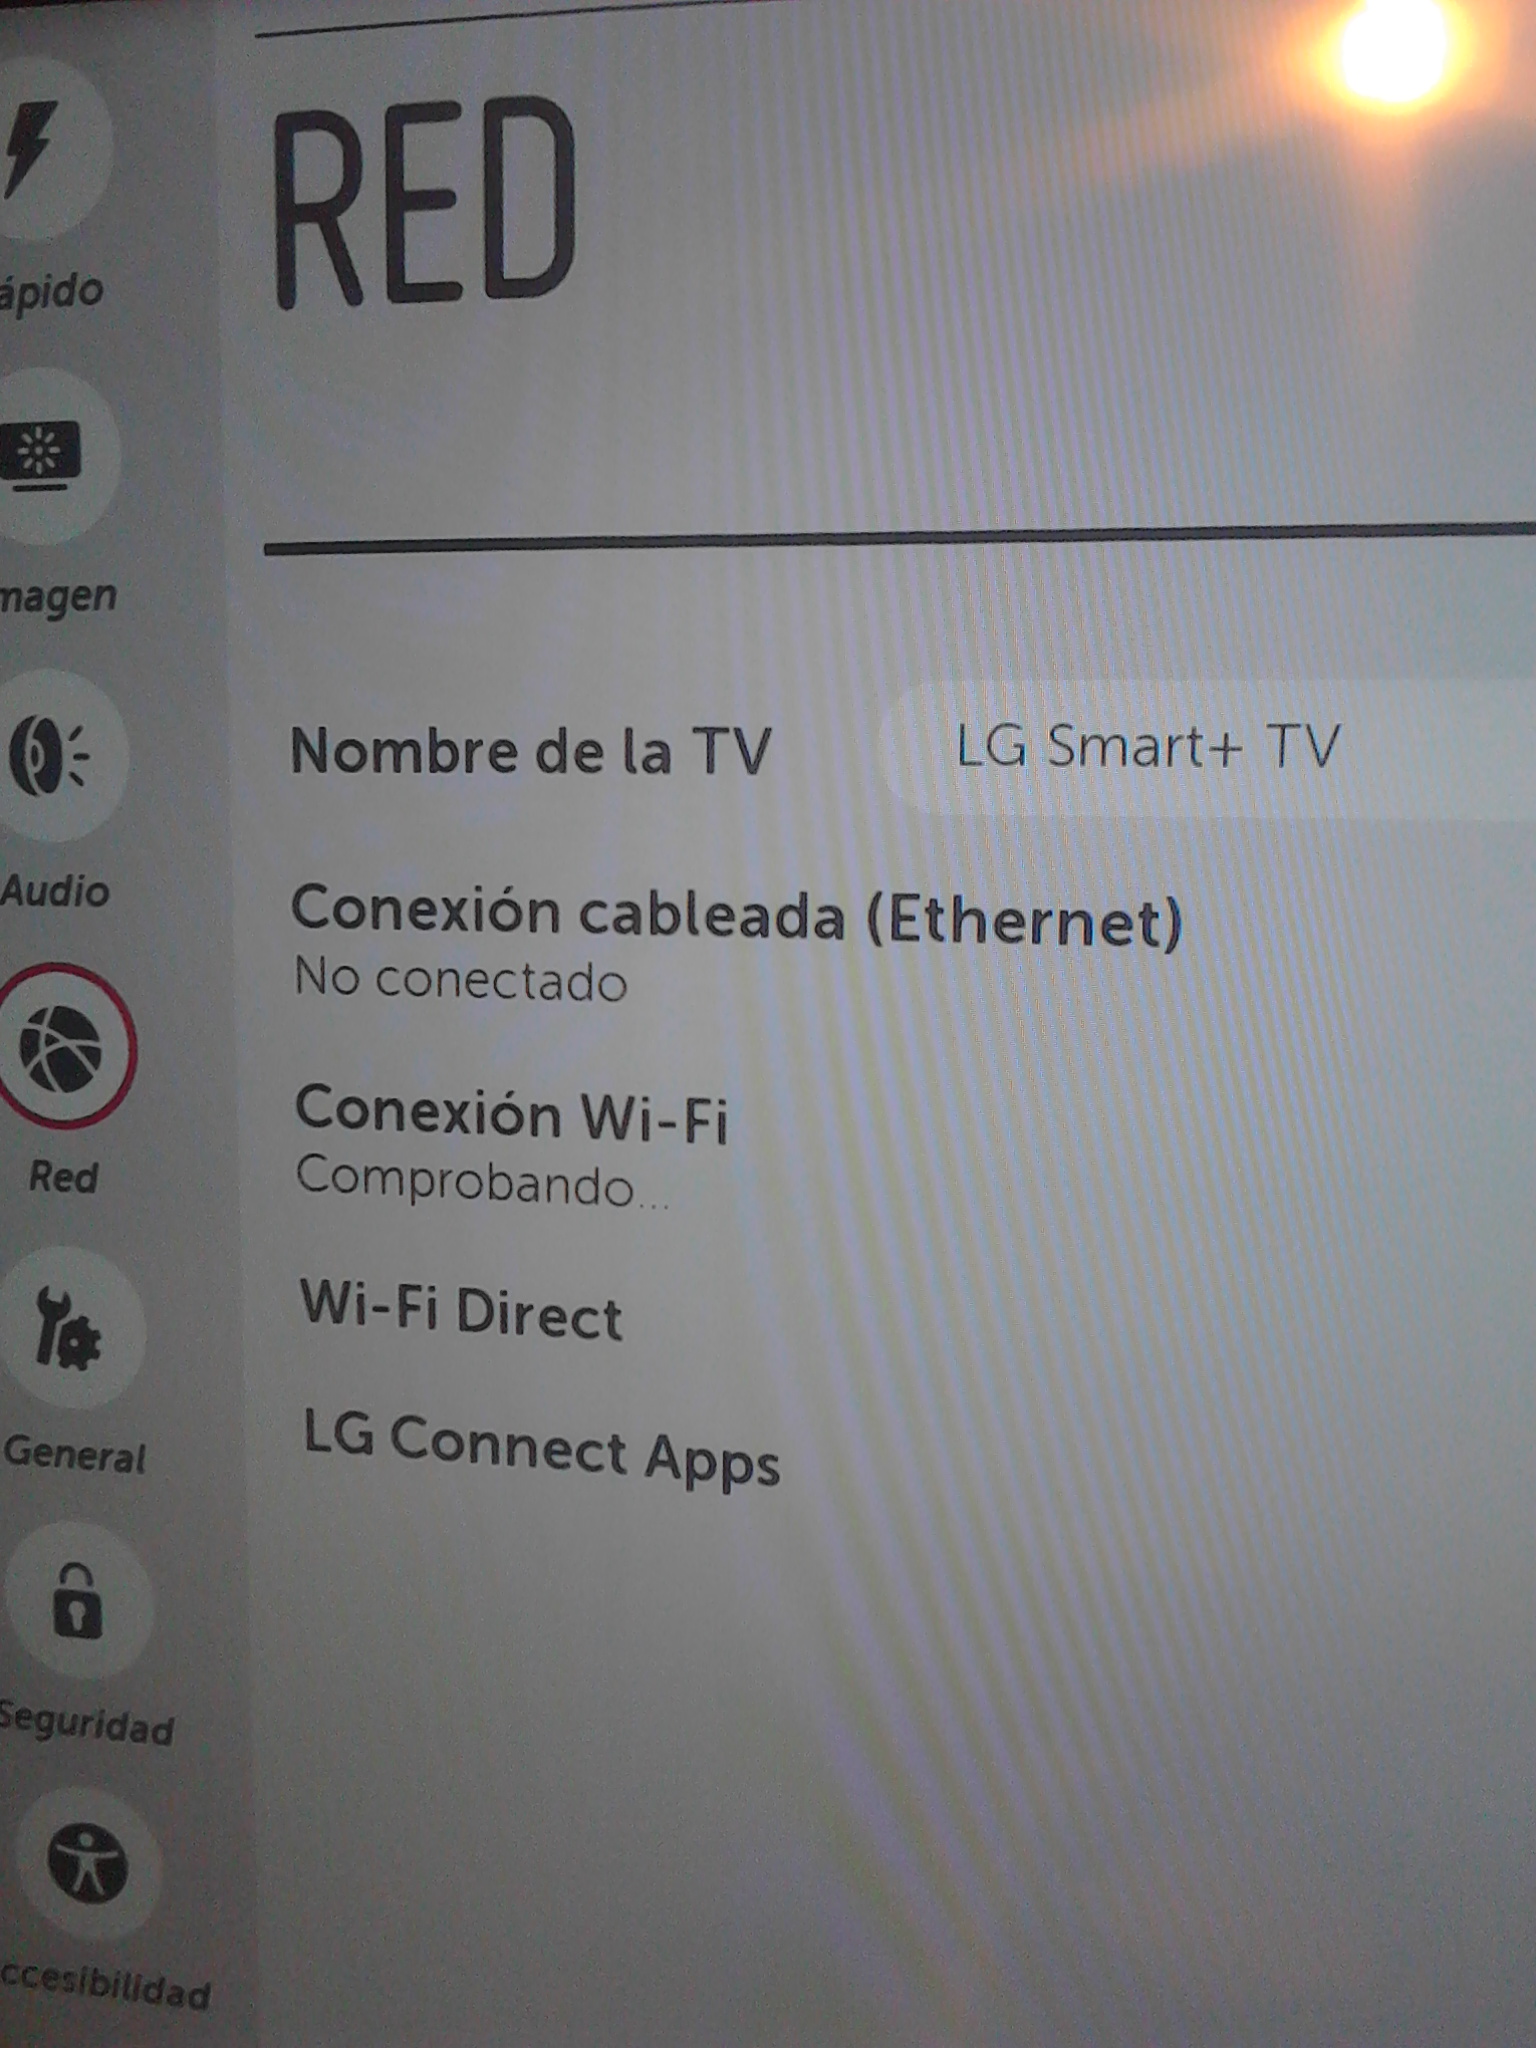 RED
ápido
magen
Audio
Red
General
Seguridad
ccesibilidad
Nombre de la TV LG Smart+ TV
Conexión cableada (Ethernet)
No conectado
Conexión Wi-Fi
Comprobando...
Wi-Fi Direct
LG Connect Apps